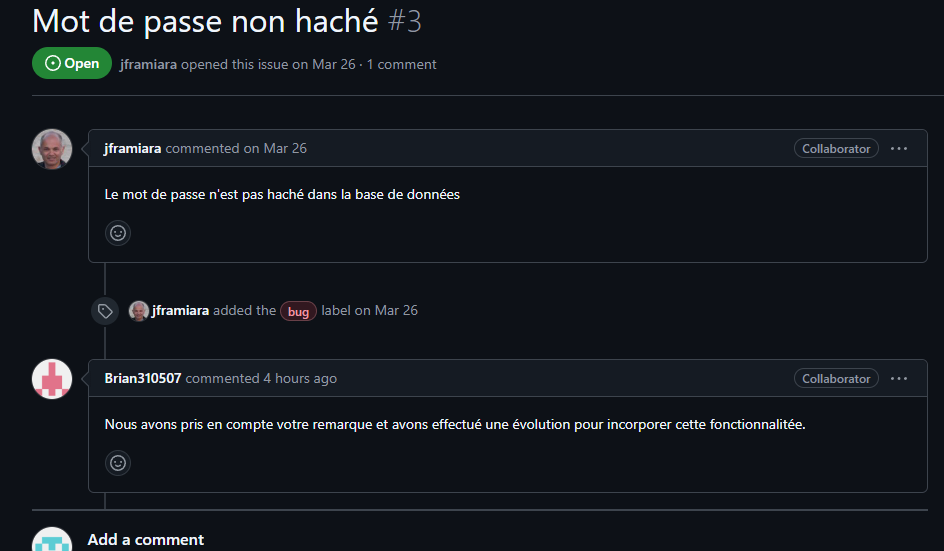 Mot de passe non haché #3
Open jframiara opened this issue on Mar 26 · 1 comment
jframiara commented on Mar 26 Collaborator ···
Le mot de passe n'est pas haché dans la base de données
jframiara added the bug label on Mar 26
Brian310507 commented 4 hours ago Collaborator ···
Nous avons pris en compte votre remarque et avons effectué une évolution pour incorporer cette fonctionnalitée.
Add a comment